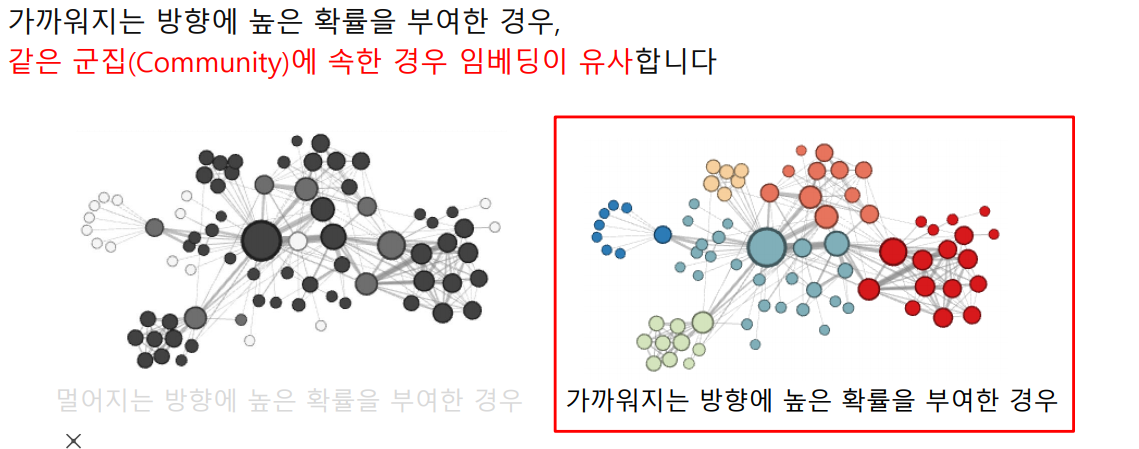 가까워지는 방향에 높은 확률을 부여한 경우,
같은 군집(Community)에 속한 경우 임베딩이 유사합니다
멀어지는 방향에 높은 확률을 부여한 경우
가까워지는 방향에 높은 확률을 부여한 경우